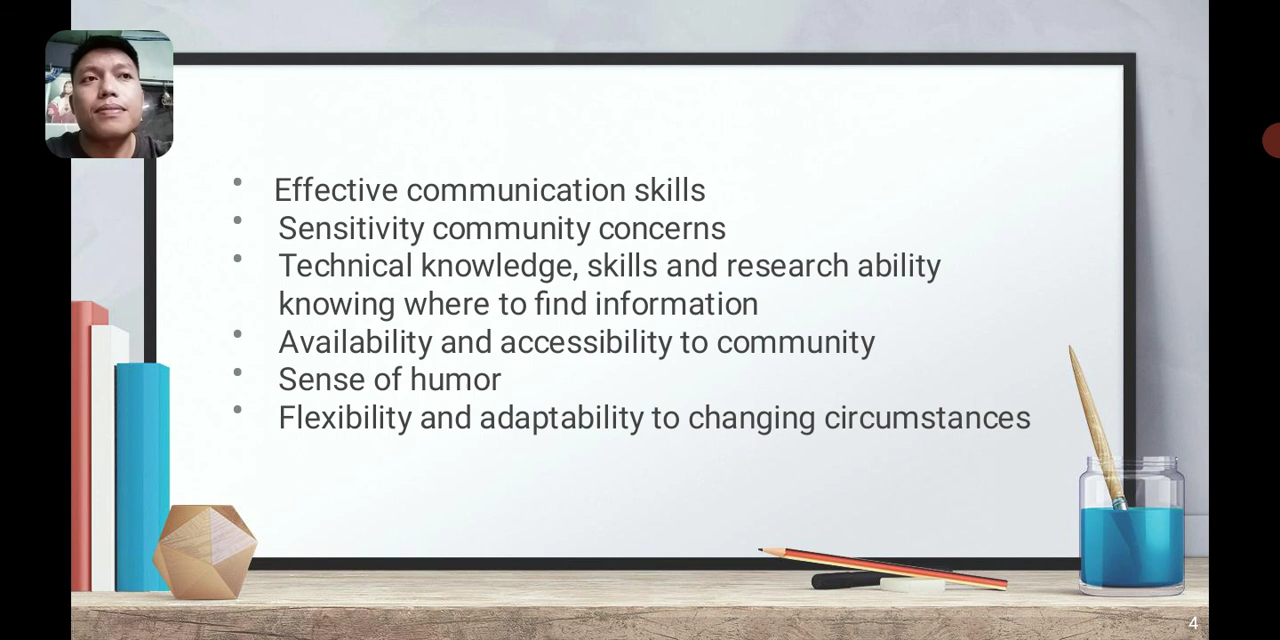 Effective communication skills
Sensitivity community concerns
Technical knowledge, skills and research ability
knowing where to find information
Availability and accessibility to community
Sense of humor
Flexibility and adaptability to changing circumstances
4